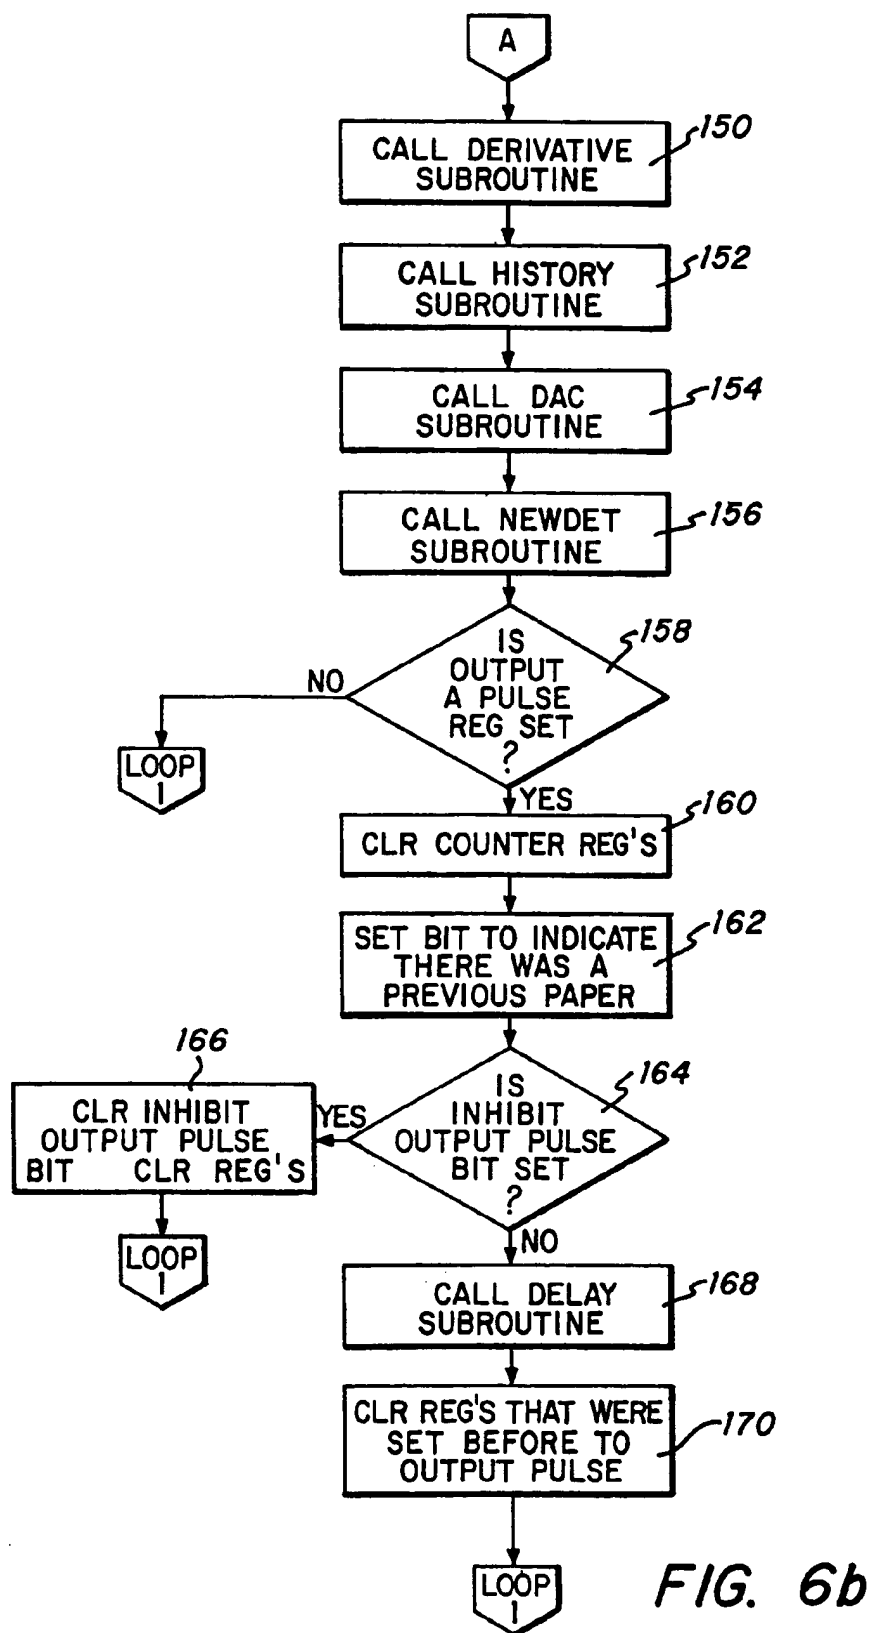 A
150
CALL DERIVATIVE
SUBROUTINE
152
CALL HISTORY
SUBROUTINE
154
CALL DAC
SUBROUTINE
156
CALL NEWDET
SUBROUTINE
158
IS
OUTPUT
A PULSE
REG SET
?
NO
LOOP
1
YES
160
CLR COUNTER REG'S
162
SET BIT TO INDICATE
THERE WAS A
PREVIOUS PAPER
164
IS
INHIBIT
OUTPUT PULSE
BIT SET
?
YES
166
CLR INHIBIT
OUTPUT PULSE
BIT CLR REG'S
LOOP
1
NO
168
CALL DELAY
SUBROUTINE
170
CLR REG'S THAT WERE
SET BEFORE TO
OUTPUT PULSE
LOOP
1
FIG. 6b